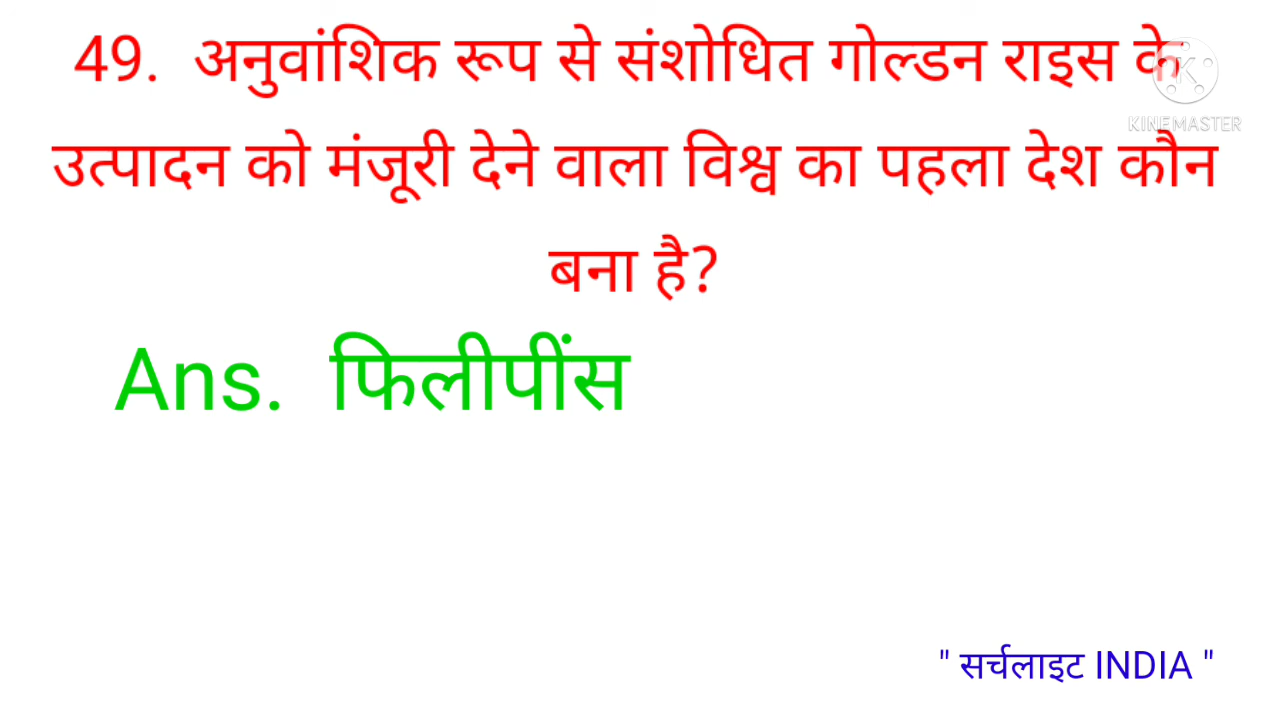 49. अनुवांशिक रूप से संशोधित गोल्डन राइस के
KINEMASTER
उत्पादन को मंजूरी देने वाला विश्व का पहला देश कौन
बना है?
Ans. फिलीपींस
" सर्चलाइट INDIA "